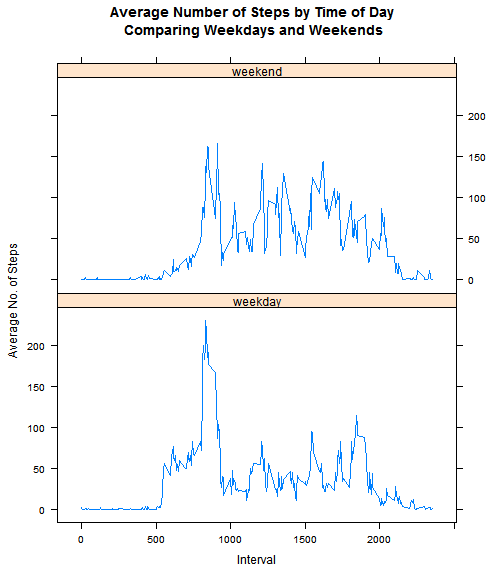 Average Number of Steps by Time of Day
Comparing Weekdays and Weekends
weekend
200
150
100
50
0
weekday
200
150
100
50
0
0 500 1000 1500 2000
Average No. of Steps
Interval